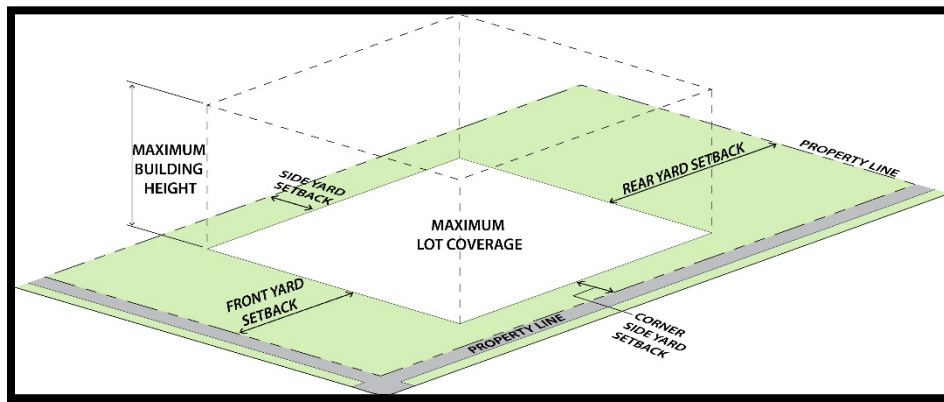 MAXIMUM
BUILDING
HEIGHT
SIDE YARD
SETBACK
REAR YARD SETBACK
PROPERTY LINE
MAXIMUM
LOT COVERAGE
FRONT YARD
SETBACK
PROPERTY LINE
CORNER
SIDE YARD
SETBACK